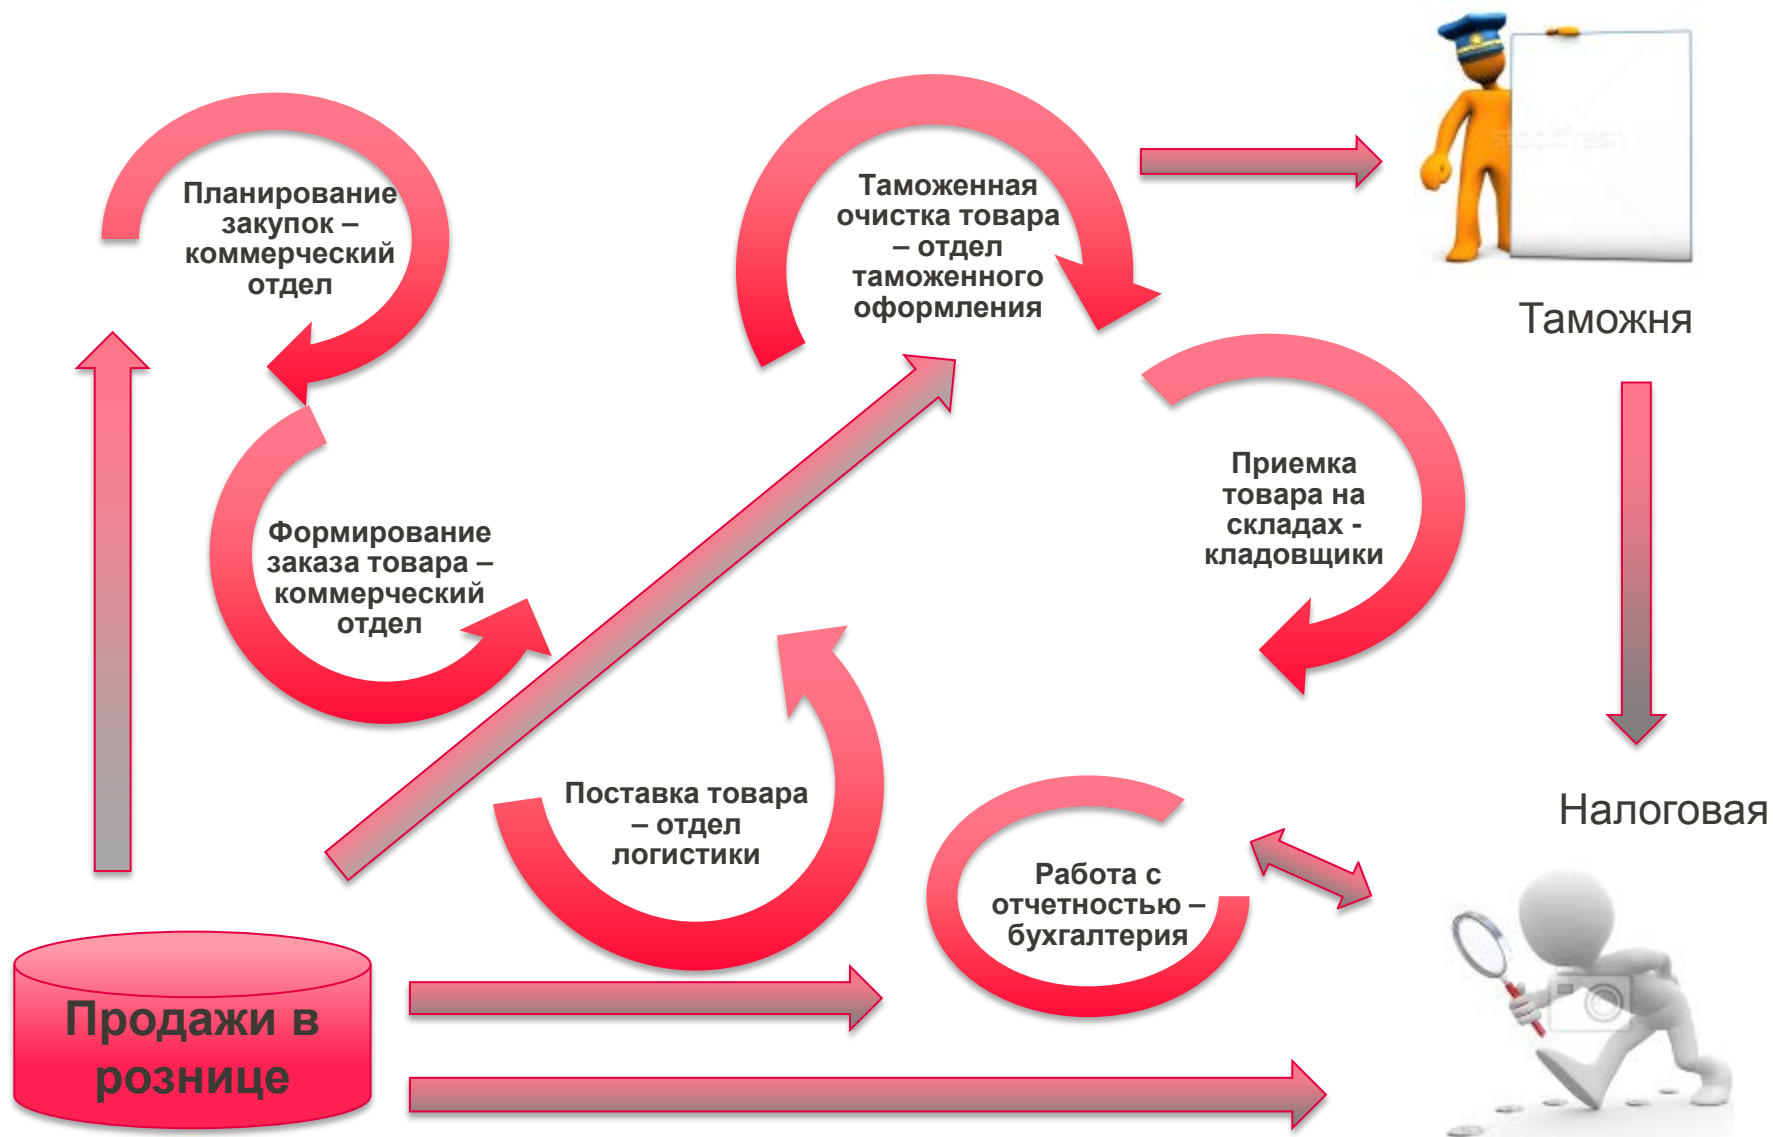 Планирование
закупок –
коммерческий
отдел
Таможенная
очистка товара
– отдел
таможенного
оформления
stockfresh
Таможня
Формирование
заказа товара –
коммерческий
отдел
Приемка
товара на
складах -
кладовщики
Поставка товара
– отдел
логистики
Налоговая
Работа с
отчетностью –
бухгалтерия
Продажи в
рознице